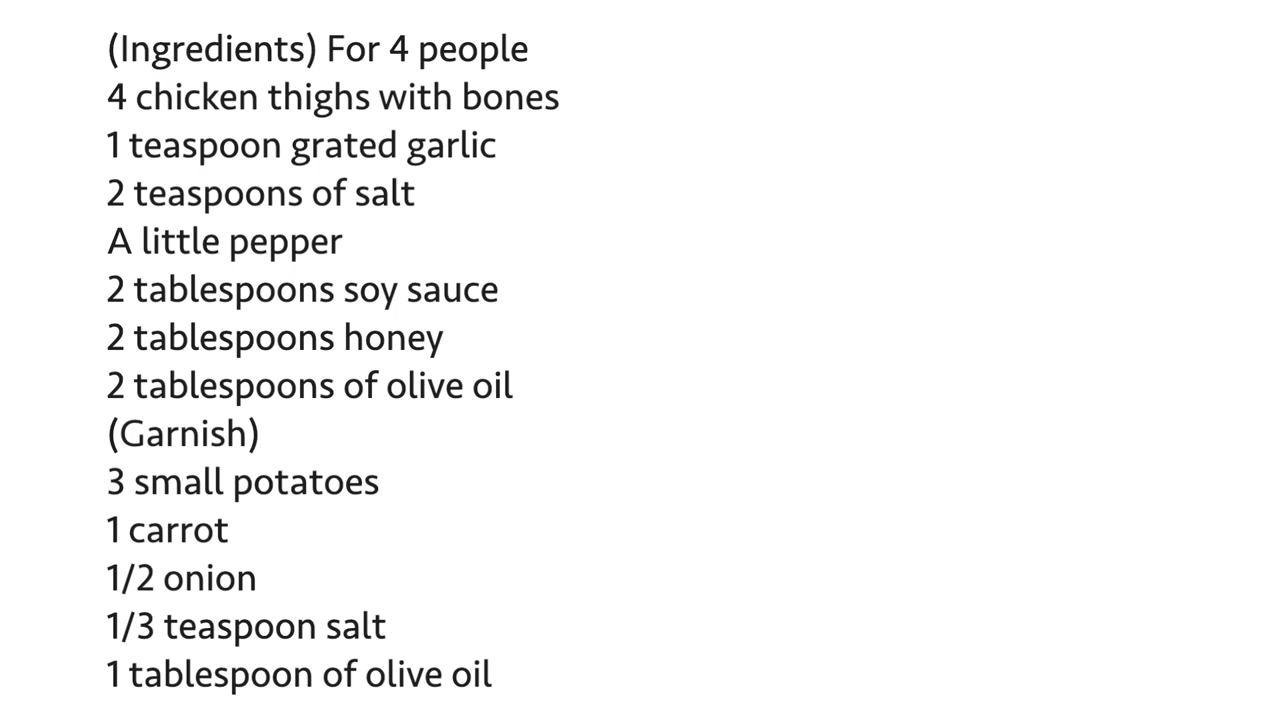 (Ingredients) For 4 people
4 chicken thighs with bones
1 teaspoon grated garlic
2 teaspoons of salt
A little pepper
2 tablespoons soy sauce
2 tablespoons honey
2 tablespoons of olive oil
(Garnish)
3 small potatoes
1 carrot
1/2 onion
1/3 teaspoon salt
1 tablespoon of olive oil